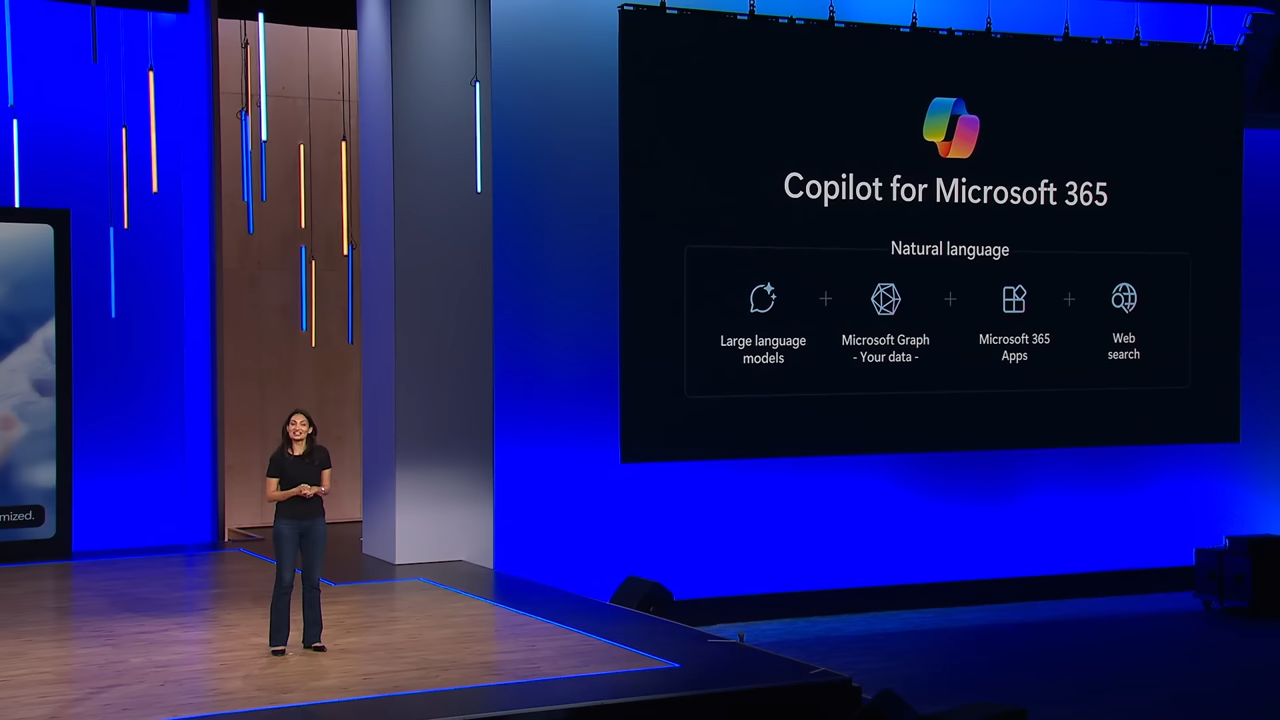 Copilot for Microsoft 365
Natural language
Large language
models
+
Microsoft Graph
- Your data -
+
Microsoft 365
Apps
+
Web
search
mized.